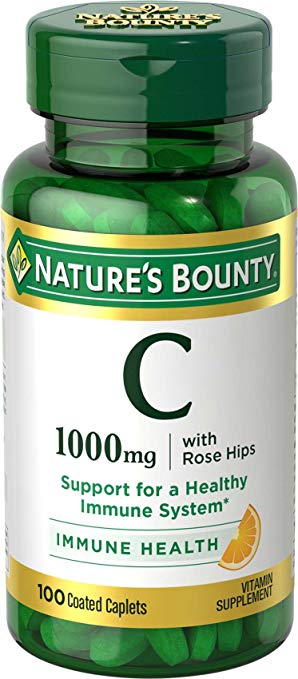 NATURE'S
BOUNTY
NATURE'S BOUNTY®
C
1000mg | with
Rose Hips
Support for a Healthy
Immune System*
IMMUNE HEALTH
100 Coated Caplets
VITAMIN
SUPPLEMENT